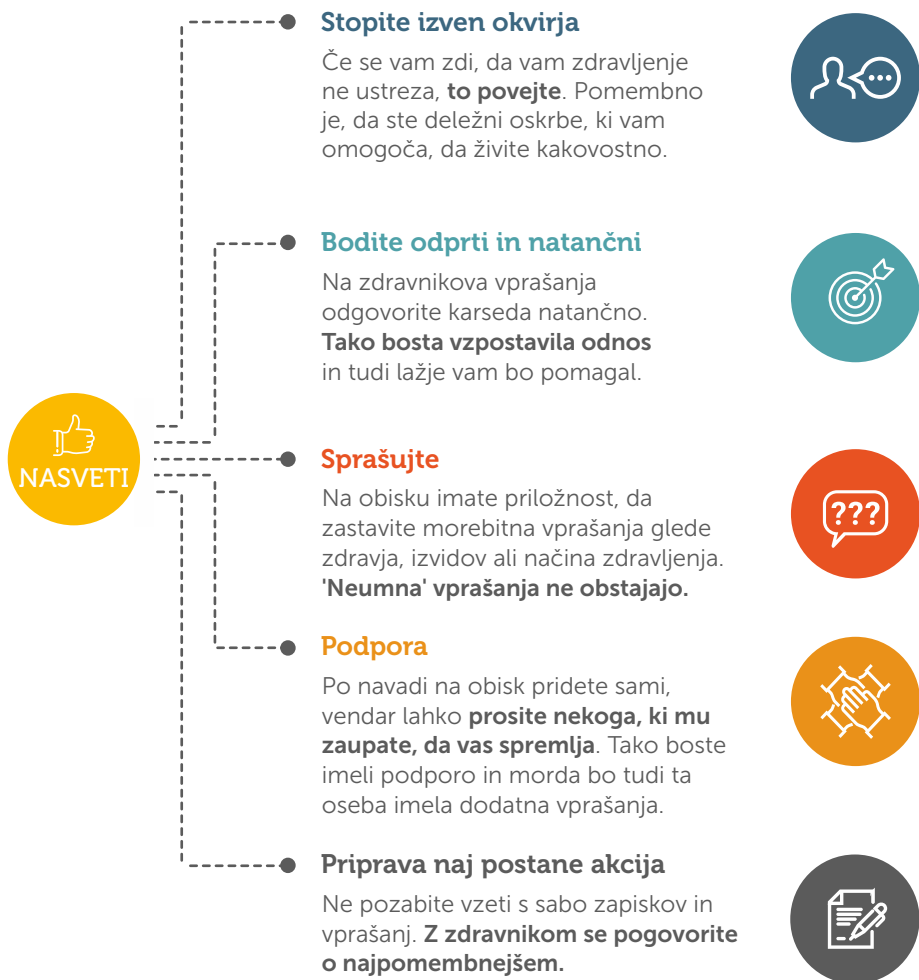 Stopite izven okvirja
Če se vam zdi, da vam zdravljenje
ne ustreza, to povejte. Pomembno
je, da ste deležni oskrbe, ki vam
omogoča, da živite kakovostno.
Bodite odprti in natančni
Na zdravnikova vprašanja
odgovorite karseda natančno.
Tako bosta vzpostavila odnos
in tudi lažje vam bo pomagal.
NASVETI
Sprašujte
Na obisku imate priložnost, da
zastavite morebitna vprašanja glede
zdravja, izvidov ali načina zdravljenja.
'Neumna' vprašanja ne obstajajo.
???
Podpora
Po navadi na obisk pridete sami,
vendar lahko prosite nekoga, ki mu
zaupate, da vas spremlja. Tako boste
imeli podporo in morda bo tudi ta
oseba imela dodatna vprašanja.
Priprava naj postane akcija
Ne pozabite vzeti s sabo zapiskov in
vprašanj. Z zdravnikom se pogovorite
o najpomembnejšem.